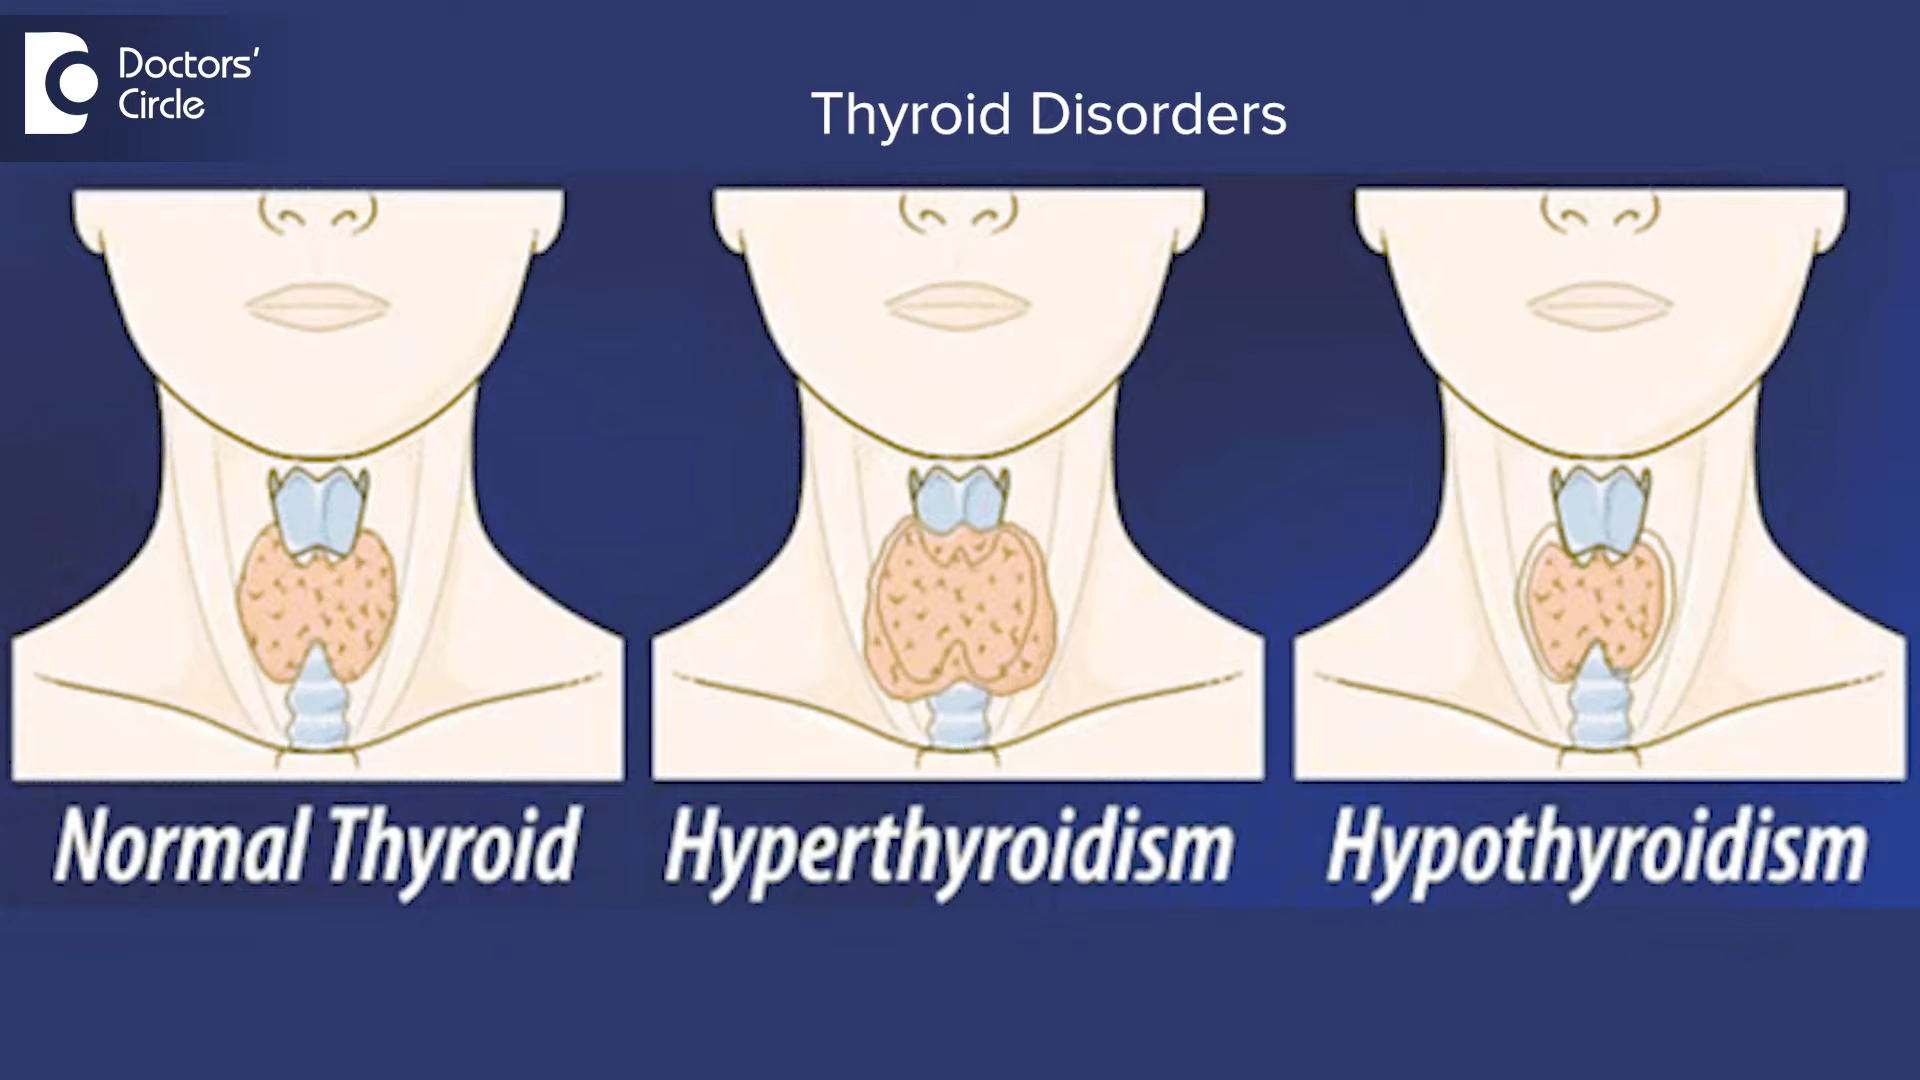 Doctors'
Circle
Thyroid Disorders
Normal Thyroid
Hyperthyroidism
Hypothyroidism